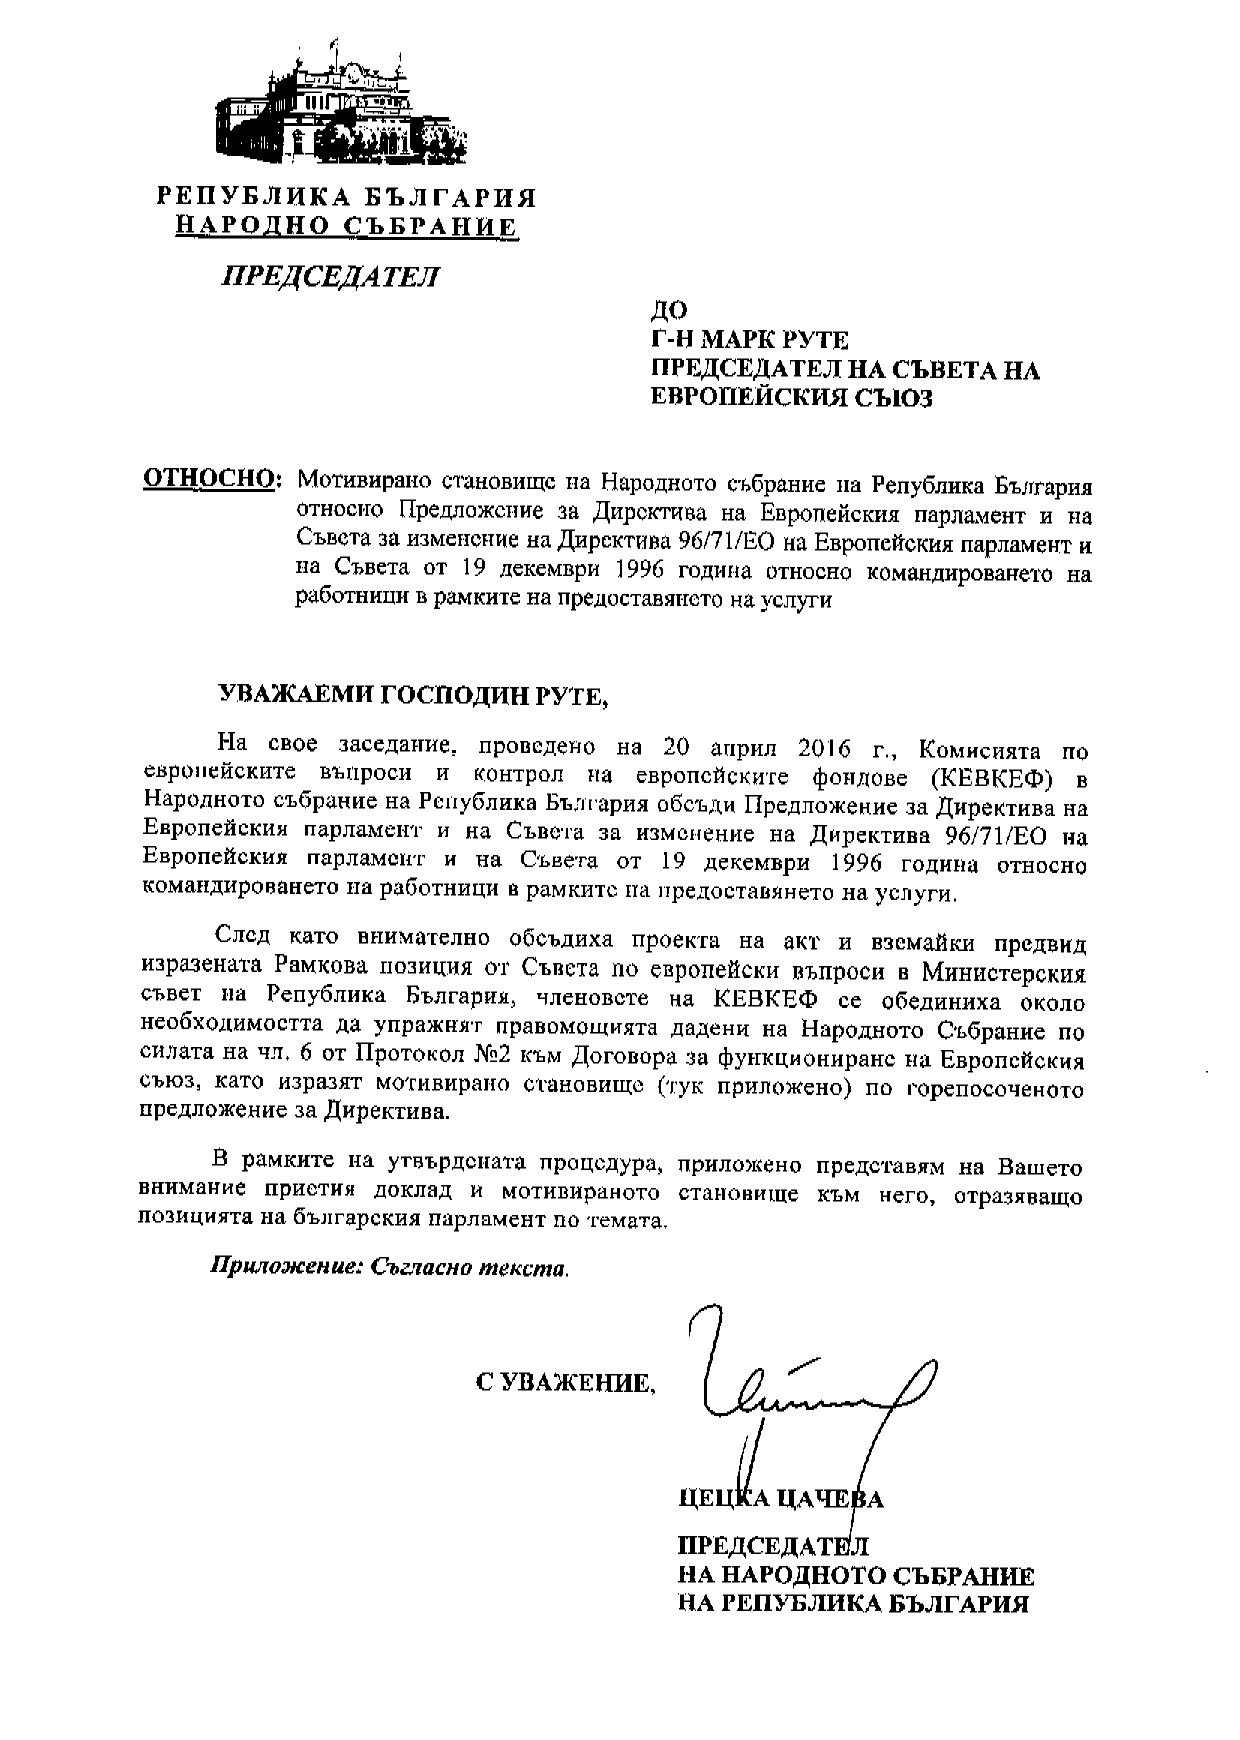 РЕПУБЛИКА БЪЛГАРИЯ
НАРОДНО СЪБРАНИЕ
ПРЕДСЕДАТЕЛ
ДО
Г-Н МАРК РУТЕ
ПРЕДСЕДАТЕЛ НА СЪВЕТА НА
ЕВРОПЕЙСКИЯ СЪЮЗ
ОТНОСНО: Мотивирано становище на Народното събрание на Република България
относно Предложение за Директива на Европейския парламент и на
Съвета за изменение на Директива 96/71/ЕО на Европейския парламент и
на Съвета от 19 декември 1996 година относно командироването на
работници в рамките на предоставянето на услуги
УВАЖАЕМИ ГОСПОДИН РУТЕ,
На свое заседание, проведено на 20 април 2016 г., Комисията по
европейските въпроси и контрол на европейските фондове (КЕВКЕФ) в
Народното събрание на Република България обсъди Предложение за Директива на
Европейския парламент и на Съвета за изменение на Директива 96/71/ЕО на
Европейския парламент и на Съвета от 19 декември 1996 година относно
командироването на работници в рамките на предоставянето на услуги.
След като внимателно обсъдиха проекта на акт и вземайки предвид
изразената Рамкова позиция от Съвета по европейски въпроси в Министерския
съвет на Република България, членовете на КЕВКЕФ се обединиха около
необходимостта да упражнят правомощията дадени на Народното Събрание по
силата на чл. 6 от Протокол №2 към Договора за функциониране на Европейския
съюз, като изразят мотивирано становище (тук приложено) по горепосоченото
предложение за Директива.
В рамките на утвърдената процедура, приложено представям на Вашето
внимание приетия доклад и мотивираното становище към него, отразяващо
позицията на българския парламент по темата.
Приложение: Съгласно текста.
С УВАЖЕНИЕ,
ЦЕЦКА ЦАЧЕВА
ПРЕДСЕДАТЕЛ
НА НАРОДНОТО СЪБРАНИЕ
НА РЕПУБЛИКА БЪЛГАРИЯ